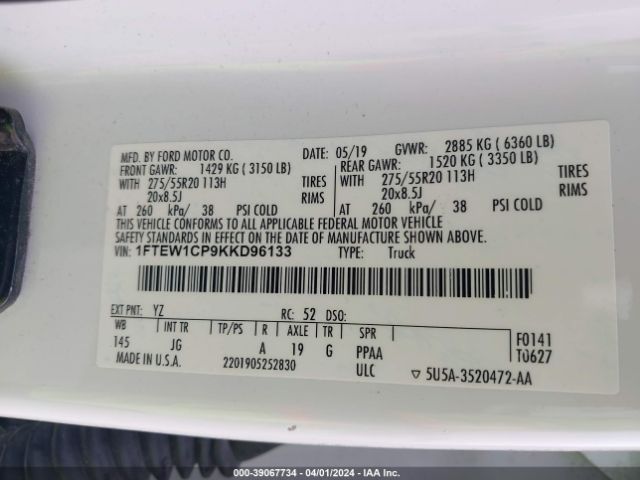 MFD. BY FORD MOTOR CO. DATE: 05/19 GVWR: 2885 KG ( 6360 LB)
FRONT GAWR: 1429 KG ( 3150 LB) REAR GAWR: 1520 KG ( 3350 LB)
WITH 275/55R20 113H TIRES WITH 275/55R20 113H TIRES
20x8.5J RIMS 20x8.5J RIMS
AT 260 kPa/ 38 PSI COLD AT 260 kPa/ 38 PSI COLD
THIS VEHICLE CONFORMS TO ALL APPLICABLE FEDERAL MOTOR VEHICLE
SAFETY STANDARDS IN EFFECT ON THE DATE OF MANUFACTURE SHOWN ABOVE.
VIN: 1FTEW1CP9KKD96133 TYPE: Truck
EXT PNT: YZ RC: 52 DSO:
WB INT TR TP/PS R AXLE TR SPR F0141
145 JG A 19 G PPAA T0627
MADE IN U.S.A. 2201905252830 ULC ▽ 5U5A-3520472-AA
000-39067734 - 04/01/2024 - IAA Inc.